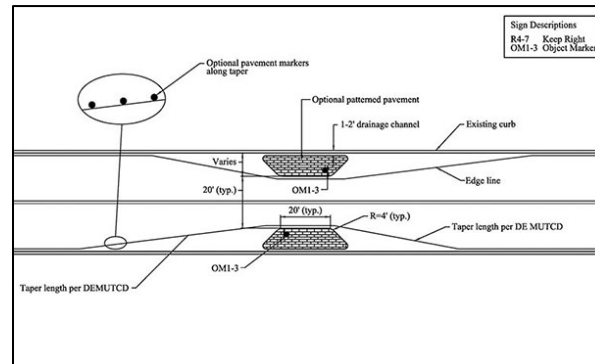 Sign Descriptions
R4-7 Keep Right
OM1-3 Object Marker
Optional pavement markers
along taper
Optional patterned pavement
1-2' drainage channel
Existing curb
Varies
OM1-3
Edge line
20' (typ.)
20' (typ.)
R=4' (typ.)
Taper length per DE MUTCD
OM1-3
Taper length per DEMUTCD